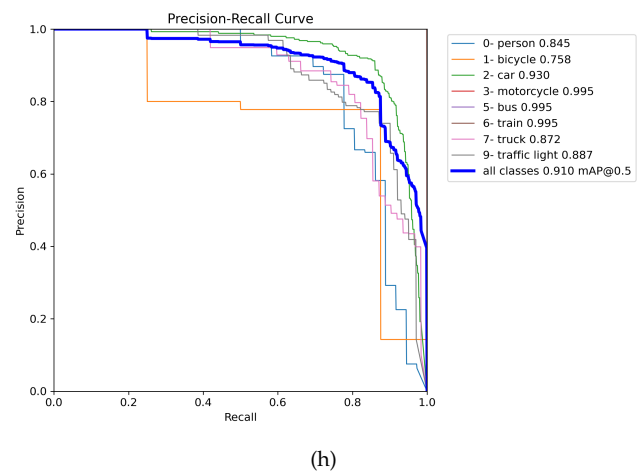 Precision-Recall Curve
1.0
0.8
0.6
0.4
0.2
0.0
Precision
0.0 0.2 0.4 0.6 0.8 1.0
Recall
0- person 0.845
1- bicycle 0.758
2- car 0.930
3- motorcycle 0.995
5- bus 0.995
6- train 0.995
7- truck 0.872
9- traffic light 0.887
all classes 0.910 mAP@0.5
(h)